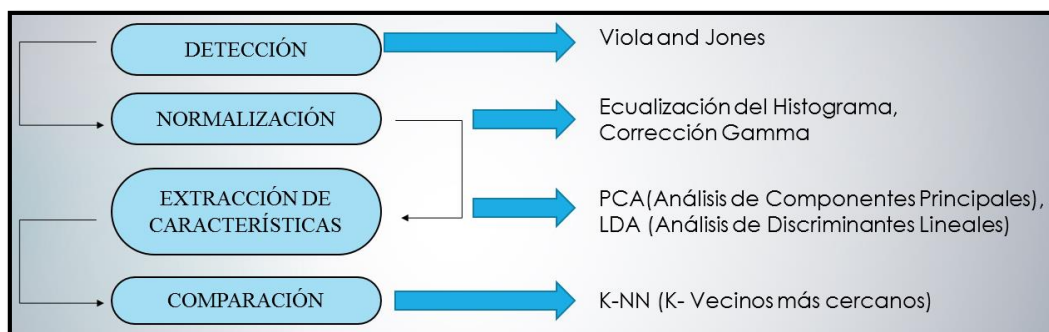 DETECCIÓN
Viola and Jones
NORMALIZACIÓN
Ecualización del Histograma,
Corrección Gamma
EXTRACCIÓN DE
CARACTERÍSTICAS
PCA(Análisis de Componentes Principales),
LDA (Análisis de Discriminantes Lineales)
COMPARACIÓN
K-NN (K- Vecinos más cercanos)